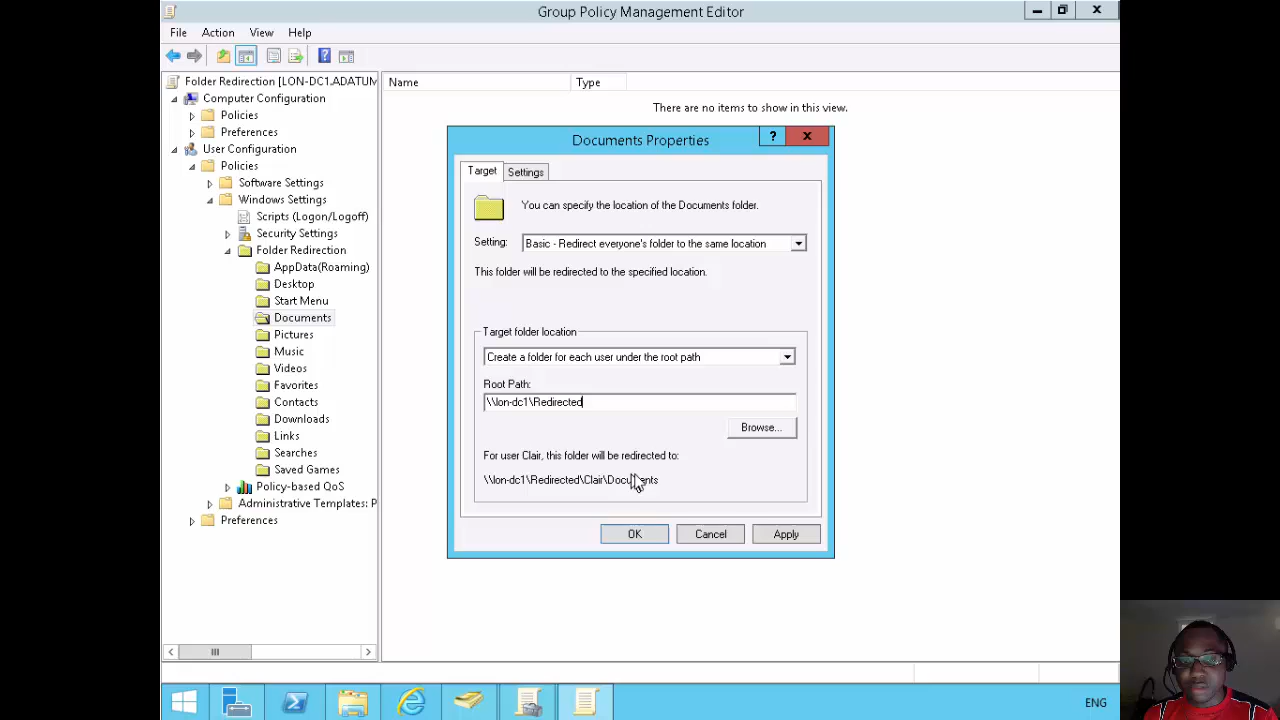 Group Policy Management Editor
File Action View Help
Folder Redirection [LON-DC1.ADATUM
Computer Configuration
Policies
Preferences
User Configuration
Policies
Software Settings
Windows Settings
Scripts (Logon/Logoff)
Security Settings
Folder Redirection
AppData(Roaming)
Desktop
Start Menu
Documents
Pictures
Music
Videos
Favorites
Contacts
Downloads
Links
Searches
Saved Games
Policy-based QoS
Administrative Templates: P
Preferences
Name Type
There are no items to show in this view.
Documents Properties
Target Settings
You can specify the location of the Documents folder.
Setting: Basic - Redirect everyone's folder to the same location
This folder will be redirected to the specified location.
Target folder location
Create a folder for each user under the root path
Root Path:
\\lon-dc1\Redirected
Browse...
For user Clair, this folder will be redirected to:
\\lon-dc1\Redirected\Clair\Documents
OK Cancel Apply
ENG